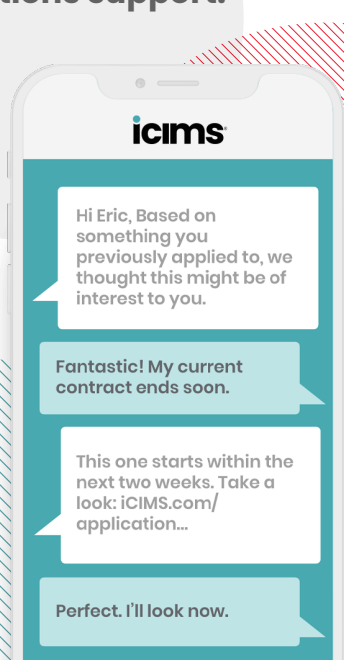 support.
icims
Hi Eric, Based on
something you
previously applied to, we
thought this might be of
interest to you.
Fantastic! My current
contract ends soon.
This one starts within the
next two weeks. Take a
look: iCIMS.com/
application...
Perfect. I'll look now.